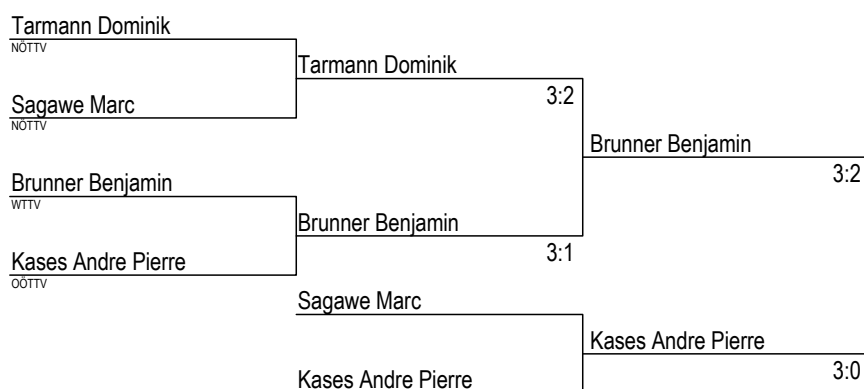 Tarmann Dominik
NÖTTV
Tarmann Dominik
3:2
Sagawe Marc
NÖTTV
Brunner Benjamin
3:2
Brunner Benjamin
WTTV
Brunner Benjamin
3:1
Kases Andre Pierre
OÖTTV
Sagawe Marc
Kases Andre Pierre
3:0
Kases Andre Pierre